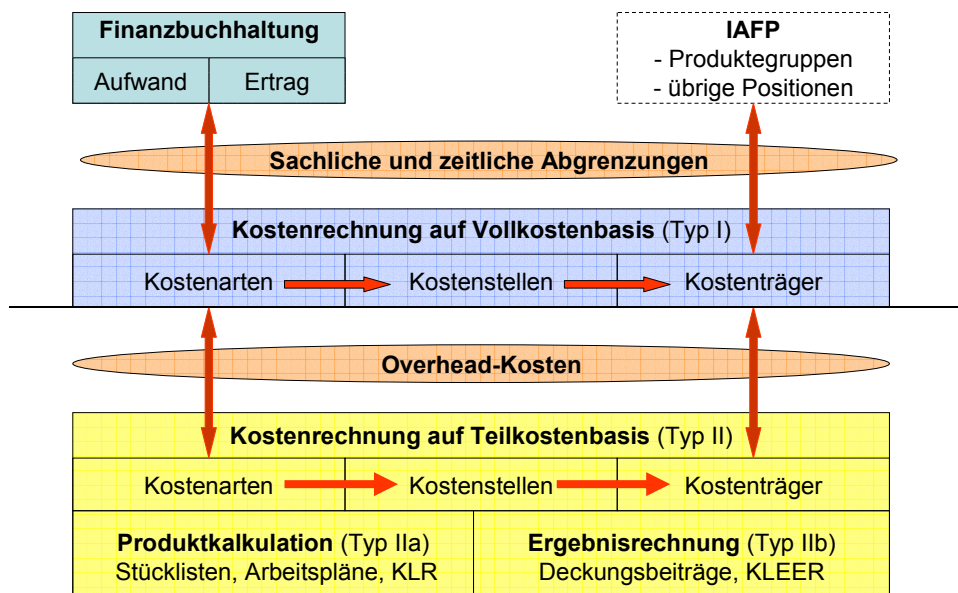 Finanzbuchhaltung
Aufwand
Ertrag
IAFP
- Produktegruppen
- übrige Positionen
Sachliche und zeitliche Abgrenzungen
Kostenrechnung auf Vollkostenbasis (Typ I)
Kostenarten
Kostenstellen
Kostenträger
Overhead-Kosten
Kostenrechnung auf Teilkostenbasis (Typ II)
Kostenarten
Kostenstellen
Kostenträger
Produktkalkulation (Typ IIa)
Stücklisten, Arbeitspläne, KLR
Ergebnisrechnung (Typ IIb)
Deckungsbeiträge, KLEER